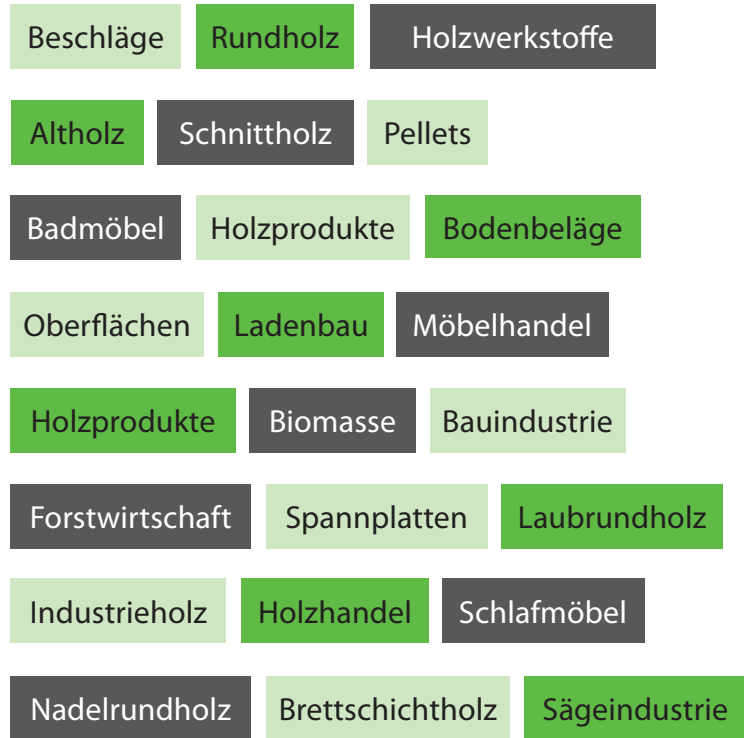 Beschläge Rundholz Holzwerkstoffe
Altholz Schnittholz Pellets
Badmöbel Holzprodukte Bodenbeläge
Oberflächen Ladenbau Möbelhandel
Holzprodukte Biomasse Bauindustrie
Forstwirtschaft Spannplatten Laubrundholz
Industrieholz Holzhandel Schlafmöbel
Nadelrundholz Brettschichtholz Sägeindustrie